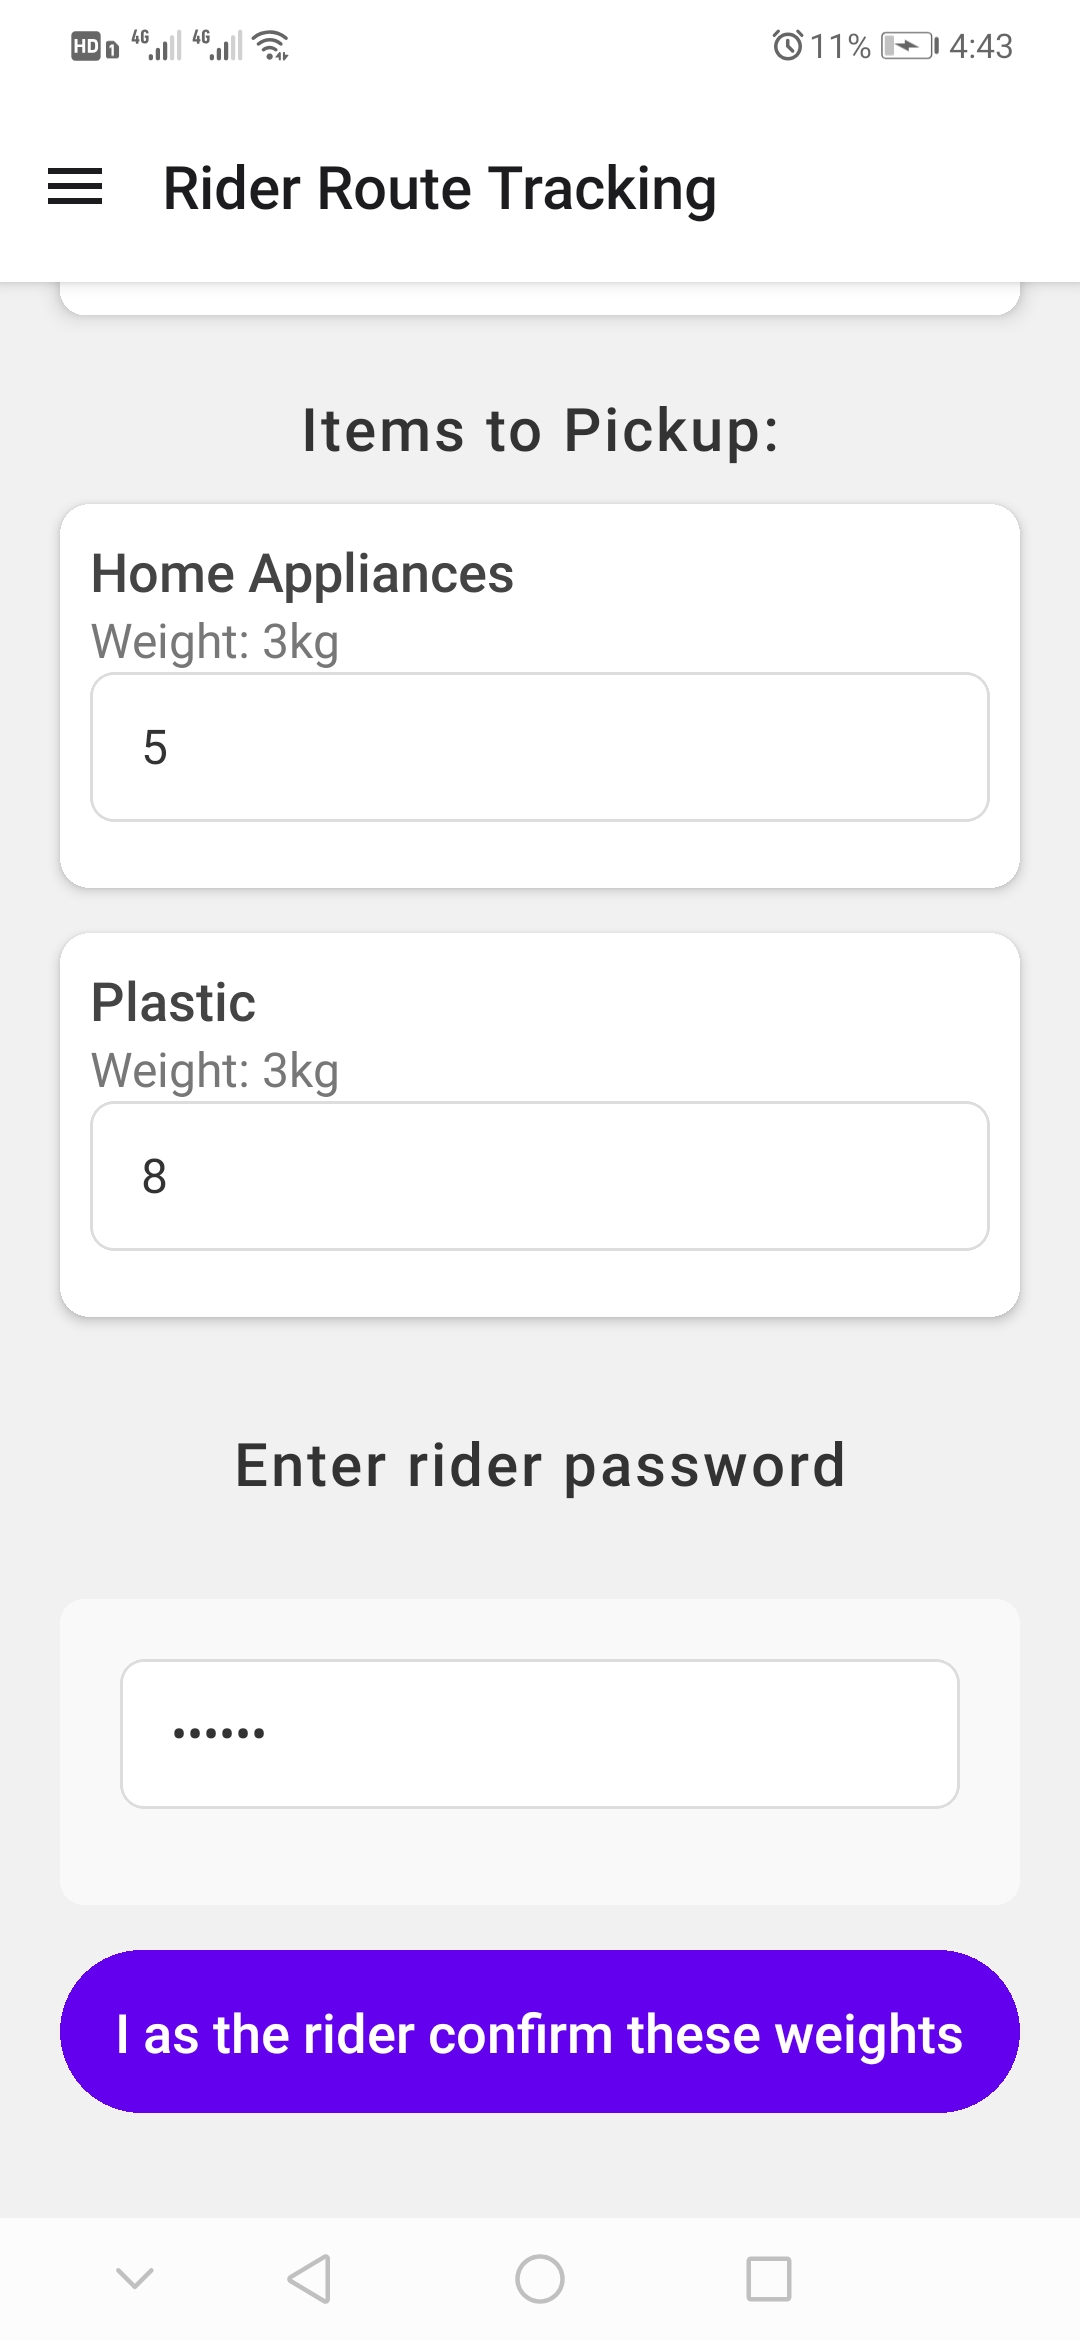 HD 1 4G 4G 11% 4:43
Rider Route Tracking
Items to Pickup:
Home Appliances
Weight: 3kg
5
Plastic
Weight: 3kg
8
Enter rider password
••••••
I as the rider confirm these weights